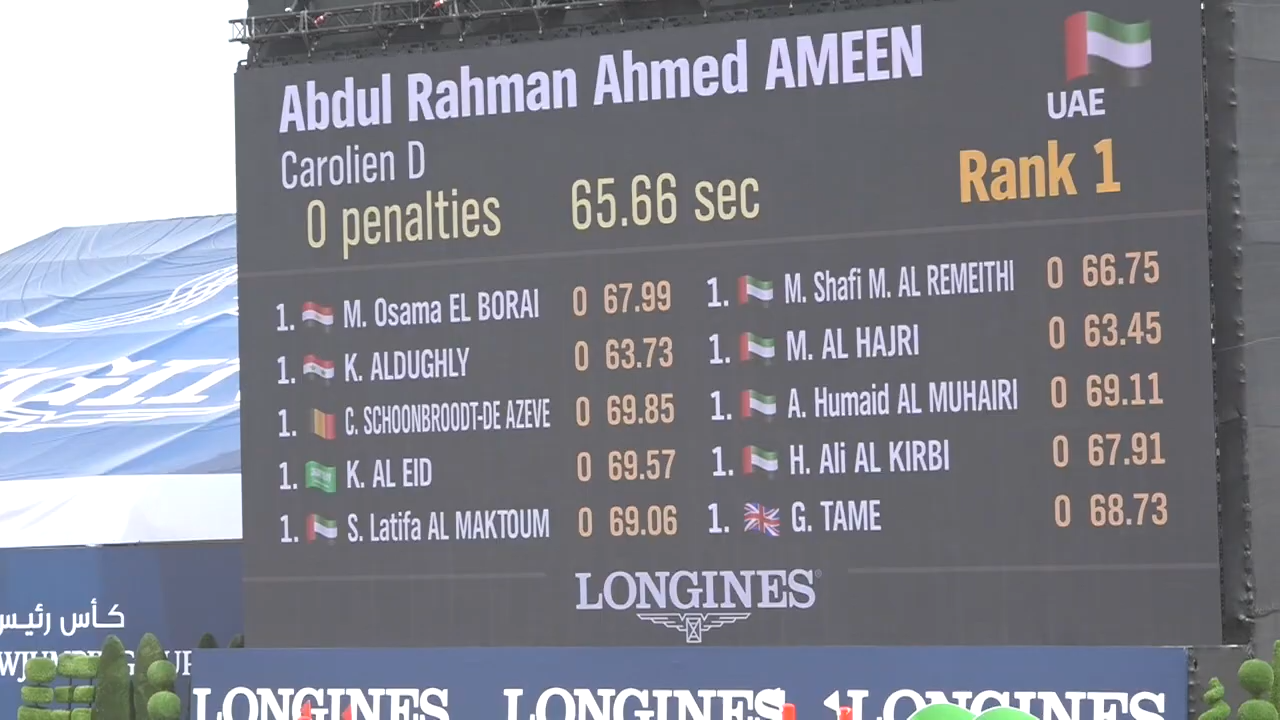 Abdul Rahman Ahmed AMEEN
UAE
Carolien D
Rank 1
0 penalties 65.66 sec
1. M. Osama EL BORAI 0 67.99
1. K. ALDUGHLY 0 63.73
1. C. SCHOONBROODT-DE AZEVE 0 69.85
1. K. AL EID 0 69.57
1. S. Latifa AL MAKTOUM 0 69.06
1. M. Shafi M. AL REMEITHI 0 66.75
1. M. AL HAJRI 0 63.45
1. A. Humaid AL MUHAIRI 0 69.11
1. H. Ali AL KIRBI 0 67.91
1. G. TAME 0 68.73
LONGINES
كأس رئيس
LONGINES LONGINES LONGINES